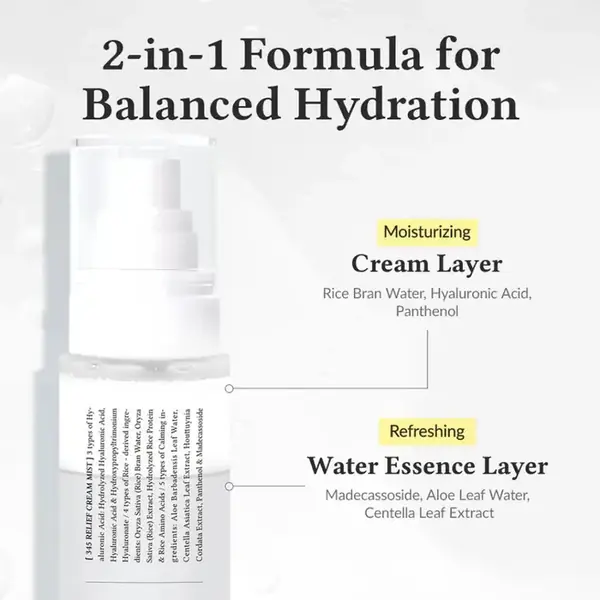 2-in-1 Formula for
Balanced Hydration
Moisturizing
Cream Layer
Rice Bran Water, Hyaluronic Acid,
Panthenol
Refreshing
Water Essence Layer
Madecassoside, Aloe Leaf Water,
Centella Leaf Extract
[ 345 RELIEF CREAM MIST ] 3 types of Hy-
aluronic Acid: Hydrolyzed Hyaluronic Acid,
Hyaluronic Acid & Hydroxypropyltrimonium
Hyaluronate / 4 types of Rice - derived ingre-
dients: Oryza Sativa (Rice) Bran Water, Oryza
Sativa (Rice) Extract, Hydrolyzed Rice Protein
& Rice Amino Acids / 5 types of Calming in-
gredients: Aloe Barbadensis Leaf Water,
Centella Asiatica Leaf Extract, Houttuynia
Cordata Extract, Panthenol & Madecassoside